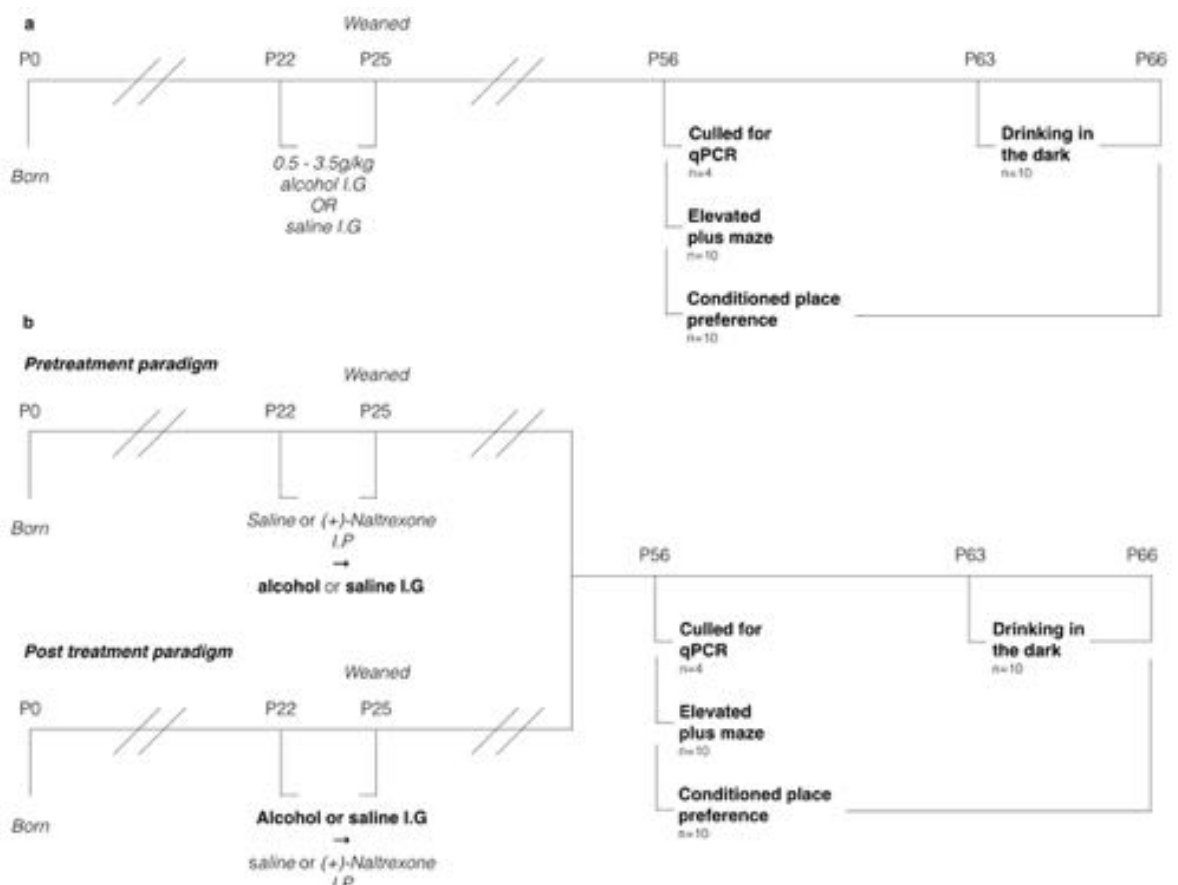 a
Weaned
P0
P22
P25
P56
P63
P66
Born
0.5 - 3.5g/kg
alcohol I.G
OR
saline I.G
Culled for
qPCR
n=4
Elevated
plus maze
n=10
Conditioned place
preference
n=10
Drinking in
the dark
n=10
b
Pretreatment paradigm
Weaned
P0
P22
P25
Born
Saline or (+)-Naltrexone
I.P
→
alcohol or saline I.G
Post treatment paradigm
Weaned
P0
P22
P25
Born
Alcohol or saline I.G
→
saline or (+)-Naltrexone
I.P
P56
P63
P66
Culled for
qPCR
n=4
Elevated
plus maze
n=10
Conditioned place
preference
n=10
Drinking in
the dark
n=10